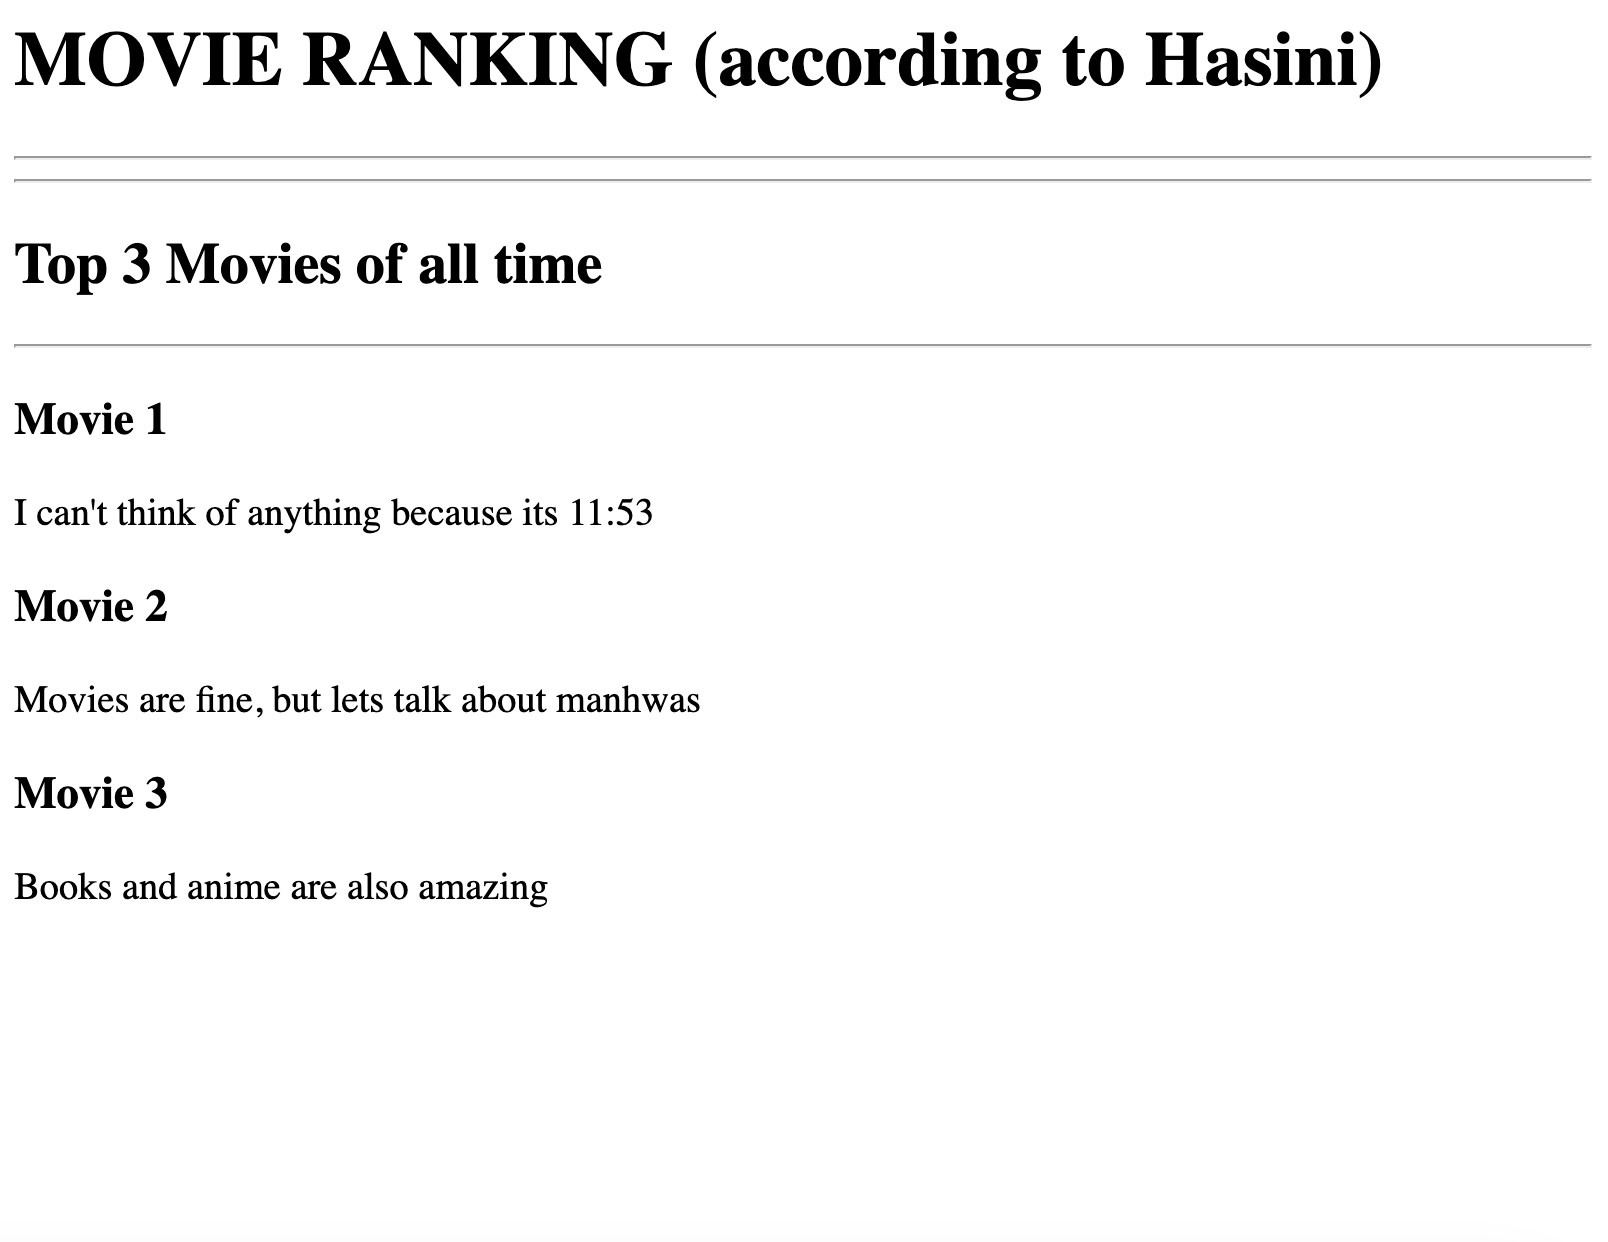 MOVIE RANKING (according to Hasini)
Top 3 Movies of all time
Movie 1
I can't think of anything because its 11:53
Movie 2
Movies are fine, but lets talk about manhwas
Movie 3
Books and anime are also amazing